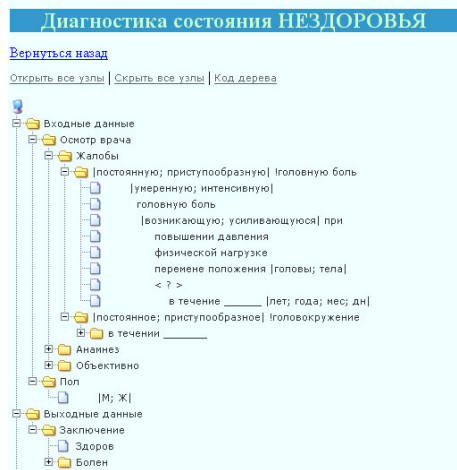 Диагностика состояния НЕЗДОРОВЬЯ
Вернуться назад
Открыть все узлы | Скрыть все узлы | Код дерева
Входные данные
Осмотр врача
Жалобы
|постоянную; приступообразную| !головную боль
|умеренную; интенсивную|
головную боль
|возникающую; усиливающуюся| при
повышении давления
физической нагрузке
перемене положения |головы; тела|
< ? >
в течение ______ |лет; года; мес; дн|
|постоянное; приступообразное| !головокружение
в течении _______
Анамнез
Объективно
Пол
|М; Ж|
Выходные данные
Заключение
Здоров
Болен